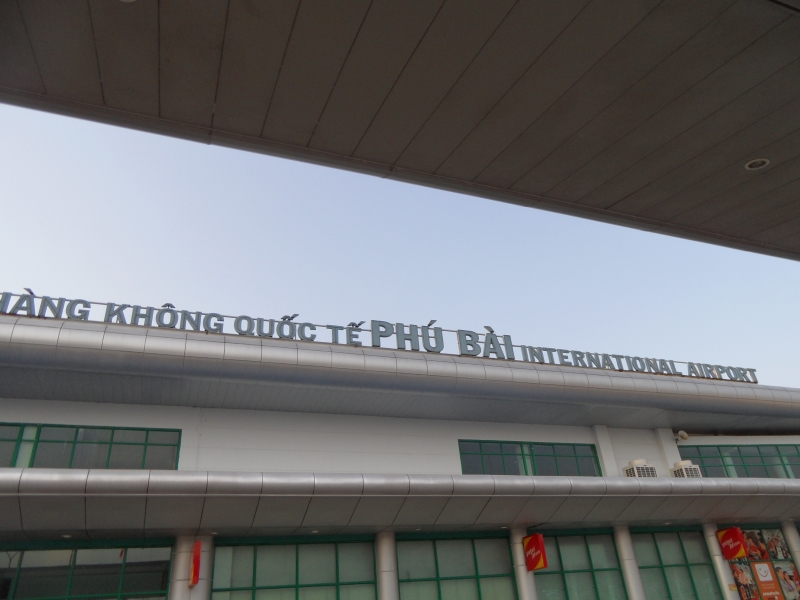 HÀNG KHÔNG QUỐC TẾ PHÚ BÀI INTERNATIONAL AIRPORT